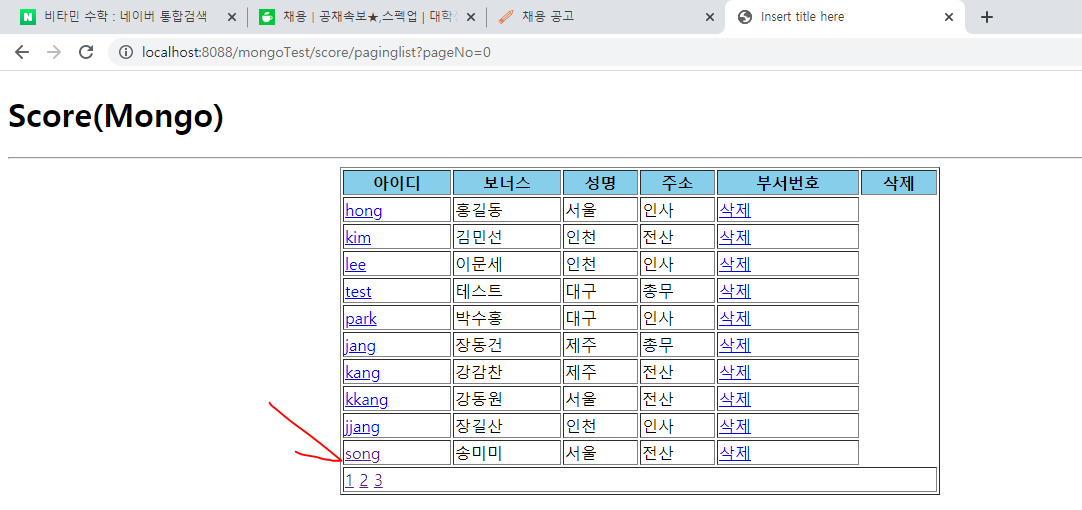 비타민 수학 : 네이버 통합검색
채용 | 공채속보★,스펙업 | 대학
채용 공고
Insert title here
localhost:8088/mongoTest/score/paginglist?pageNo=0
Score(Mongo)
아이디 보너스 성명 주소 부서번호 삭제
hong 홍길동 서울 인사 삭제
kim 김민선 인천 전산 삭제
lee 이문세 인천 인사 삭제
test 테스트 대구 총무 삭제
park 박수홍 대구 인사 삭제
jang 장동건 제주 총무 삭제
kang 강감찬 제주 전산 삭제
kkang 강동원 서울 전산 삭제
jjang 장길산 인천 인사 삭제
song 송미미 서울 전산 삭제
1 2 3